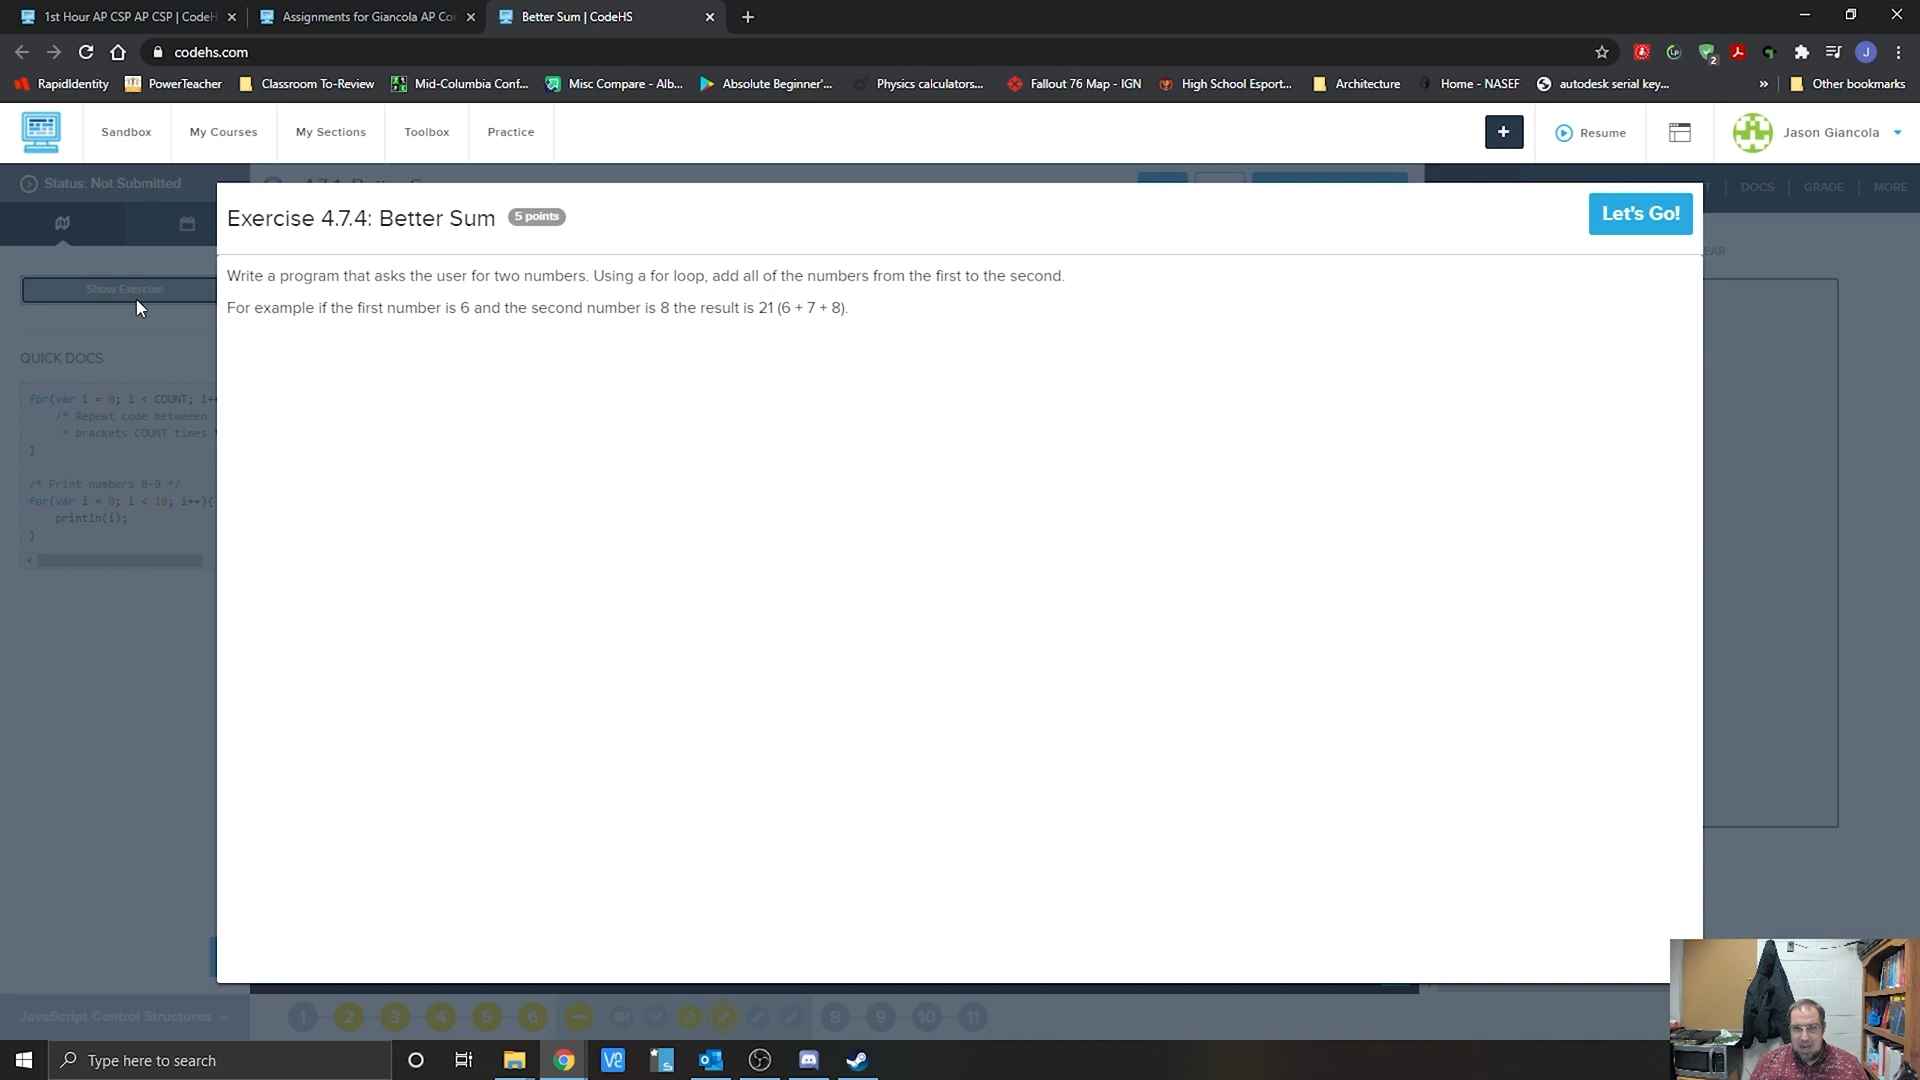 1st Hour AP CSP AP CSP | CodeH
Assignments for Giancola AP Co
Better Sum | CodeHS
codehs.com
RapidIdentity
PowerTeacher
Classroom To-Review
Mid-Columbia Conf...
Misc Compare - Alb...
Absolute Beginner'...
Physics calculators...
Fallout 76 Map - IGN
High School Esport...
Architecture
Home - NASEF
autodesk serial key...
»
Other bookmarks
Sandbox
My Courses
My Sections
Toolbox
Practice
+
Resume
Jason Giancola
Status: Not Submitted
DOCS
GRADE
MORE
Exercise 4.7.4: Better Sum
5 points
Let's Go!
EAR
Write a program that asks the user for two numbers. Using a for loop, add all of the numbers from the first to the second.
For example if the first number is 6 and the second number is 8 the result is 21 (6 + 7 + 8).
Show Exercise
QUICK DOCS
for(var i = 0; i < COUNT; i++
/* Repeat code betweeen
* brackets COUNT times
}
/* Print numbers 0-9 */
for(var i = 0; i < 10; i++){
println(i);
}
JavaScript Control Structures
1 2 3 4 5 6 8 9 10 11
Type here to search